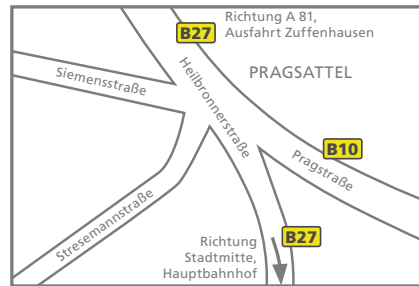 B27
Richtung A 81,
Ausfahrt Zuffenhausen
Siemensstraße
Heilbronnerstraße
PRAGSATTEL
B10
Pragstraße
Stresemannstraße
B27
Richtung
Stadtmitte,
Hauptbahnhof